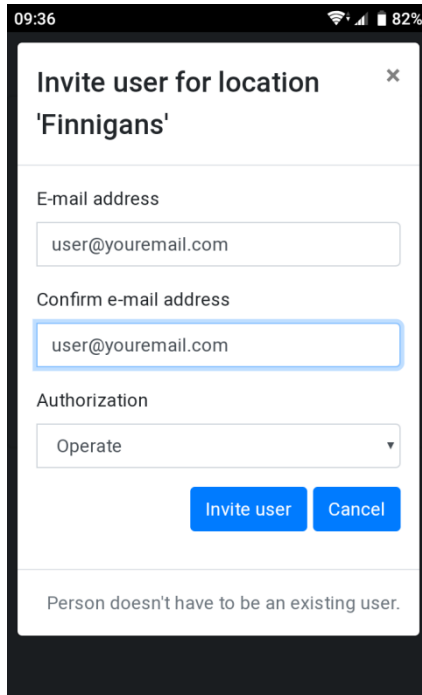 09:36 82%
Invite user for location ×
'Finnigans'
E-mail address
user@youremail.com
Confirm e-mail address
user@youremail.com
Authorization
Operate
Invite user Cancel
Person doesn't have to be an existing user.